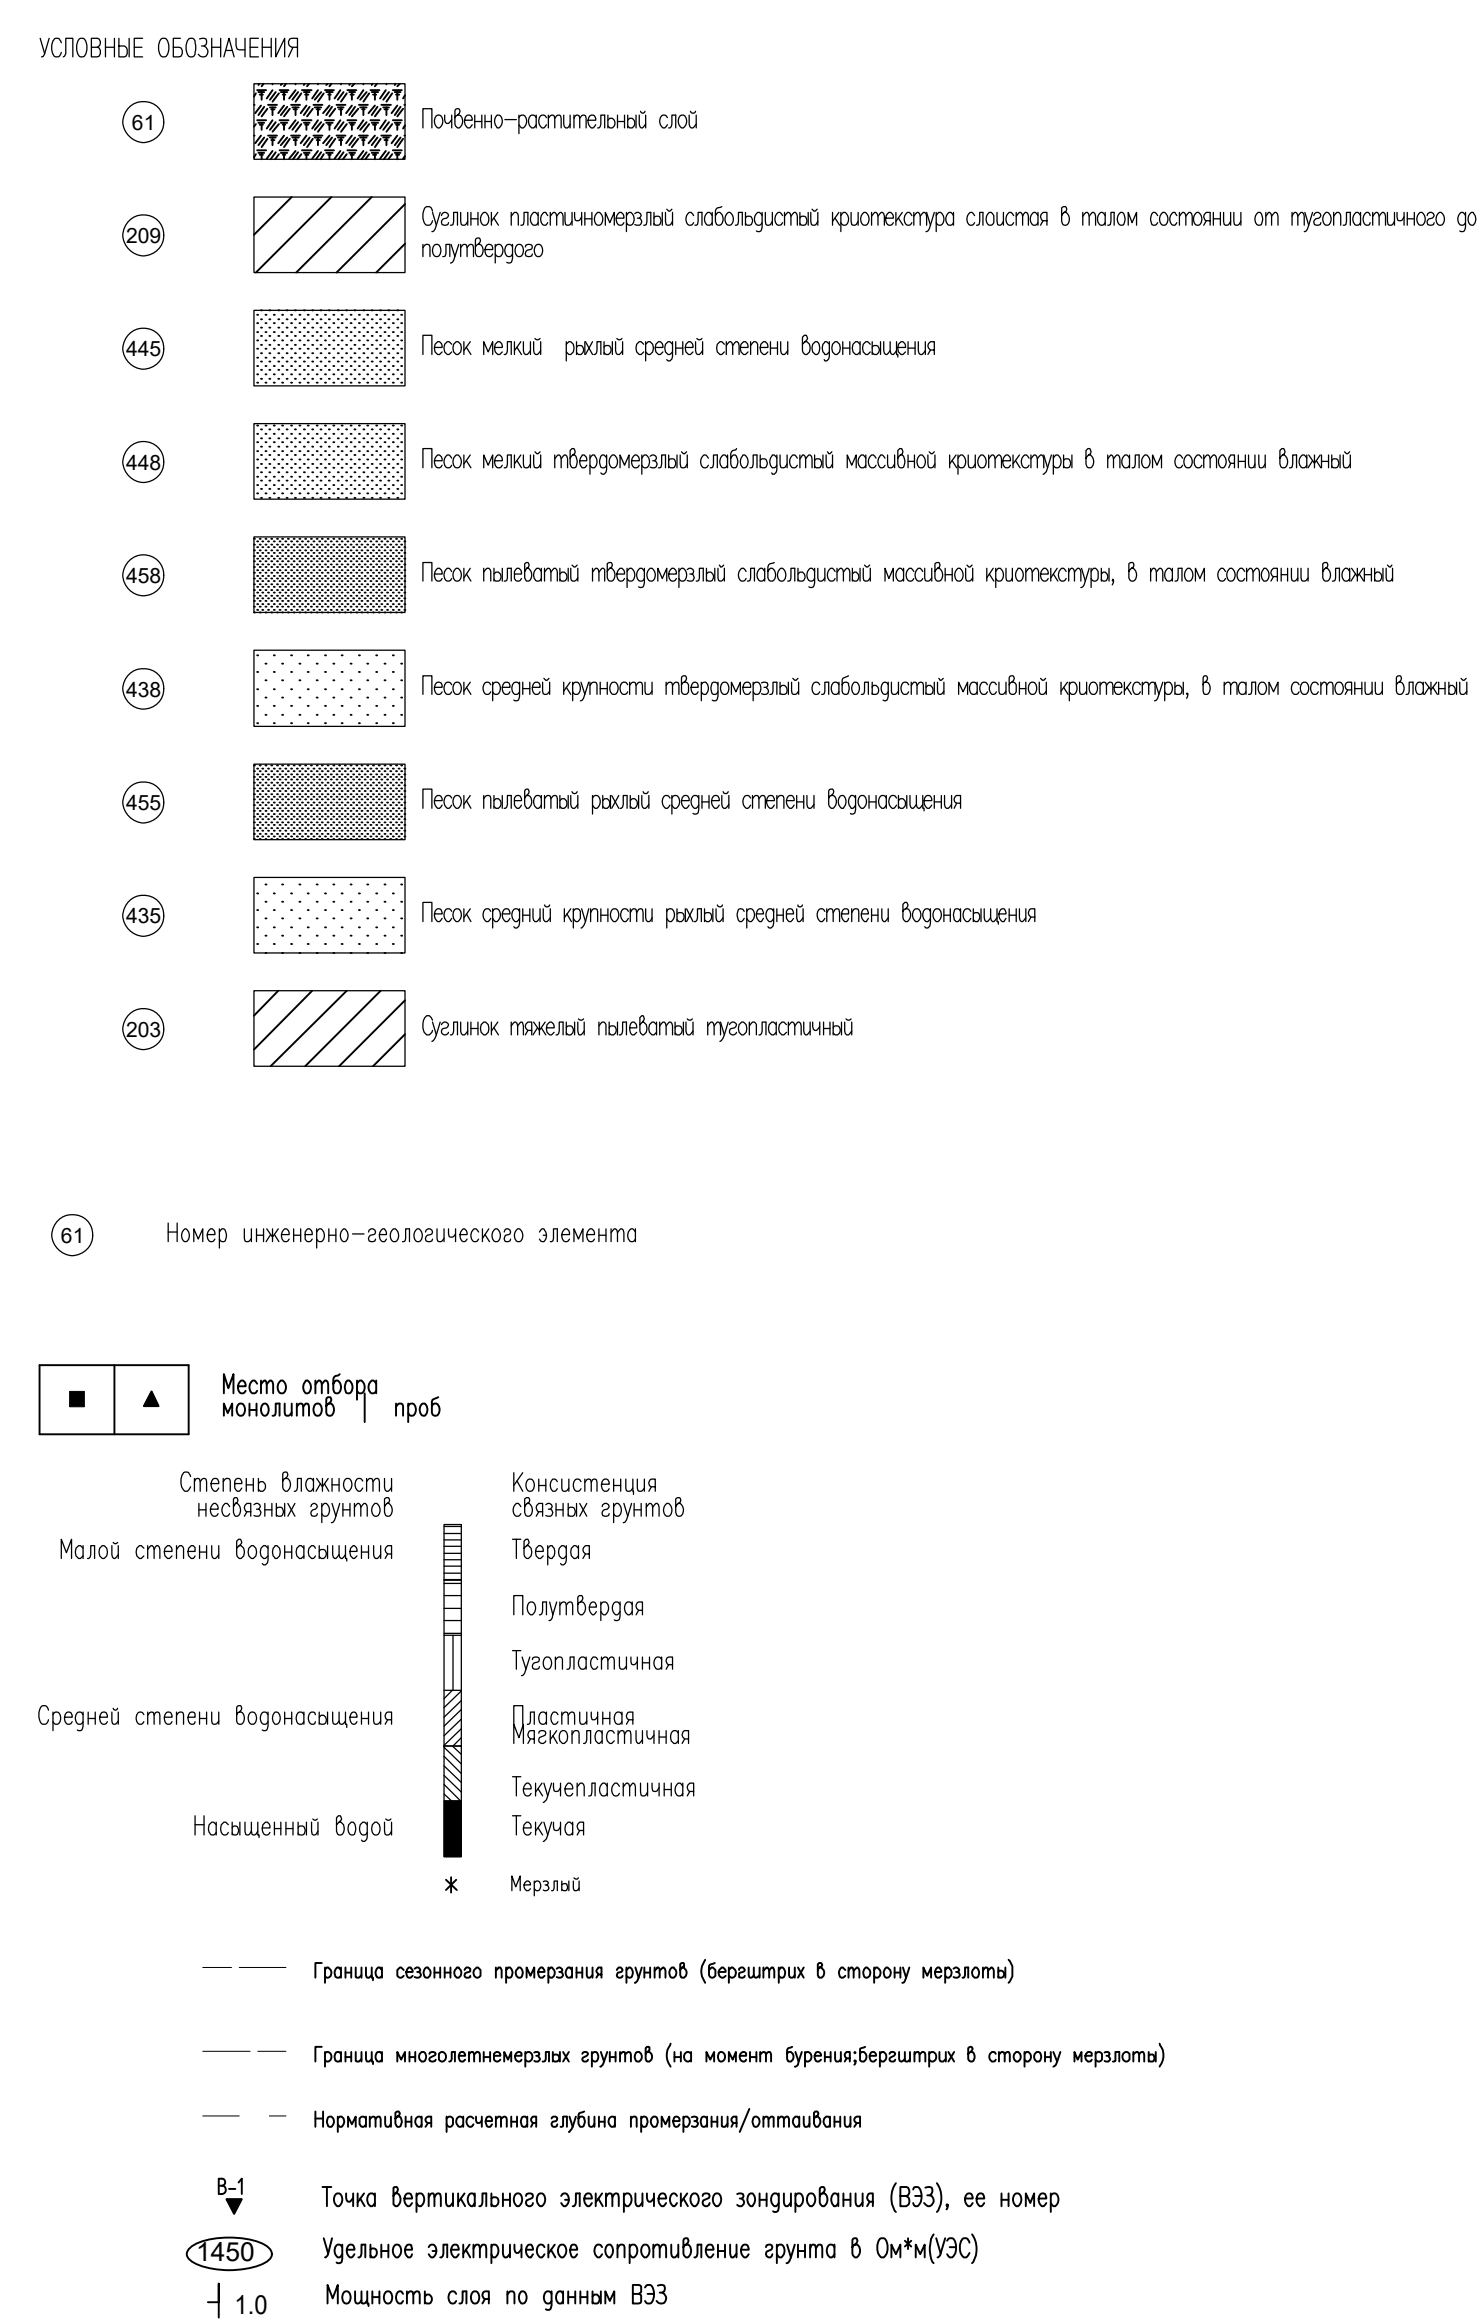 УСЛОВНЫЕ ОБОЗНАЧЕНИЯ
61 Почвенно-растительный слой
209 Суглинок пластичномерзлый слабольдистый криотекстура слоистая в талом состоянии от тугопластичного до
полутвердого
445 Песок мелкий рыхлый средней степени водонасыщения
448 Песок мелкий твердомерзлый слабольдистый массивной криотекстуры в талом состоянии влажный
458 Песок пылеватый твердомерзлый слабольдистый массивной криотекстуры, в талом состоянии влажный
438 Песок средней крупности твердомерзлый слабольдистый массивной криотекстуры, в талом состоянии влажный
455 Песок пылеватый рыхлый средней степени водонасыщения
435 Песок средний крупности рыхлый средней степени водонасыщения
203 Суглинок тяжелый пылеватый тугопластичный
61 Номер инженерно-геологического элемента
Место отбора
монолитов | проб
Степень влажности Консистенция
несвязных грунтов связных грунтов
Малой степени водонасыщения Твердая
Полутвердая
Тугопластичная
Средней степени водонасыщения Пластичная
Мягкопластичная
Текучепластичная
Насыщенный водой Текучая
Мерзлый
Граница сезонного промерзания грунтов (бергштрих в сторону мерзлоты)
Граница многолетнемерзлых грунтов (на момент бурения;бергштрих в сторону мерзлоты)
Нормативная расчетная глубина промерзания/оттаивания
В-1 Точка вертикального электрического зондирования (ВЭЗ), ее номер
1450 Удельное электрическое сопротивление грунта в Ом*м(УЭС)
1.0 Мощность слоя по данным ВЭЗ